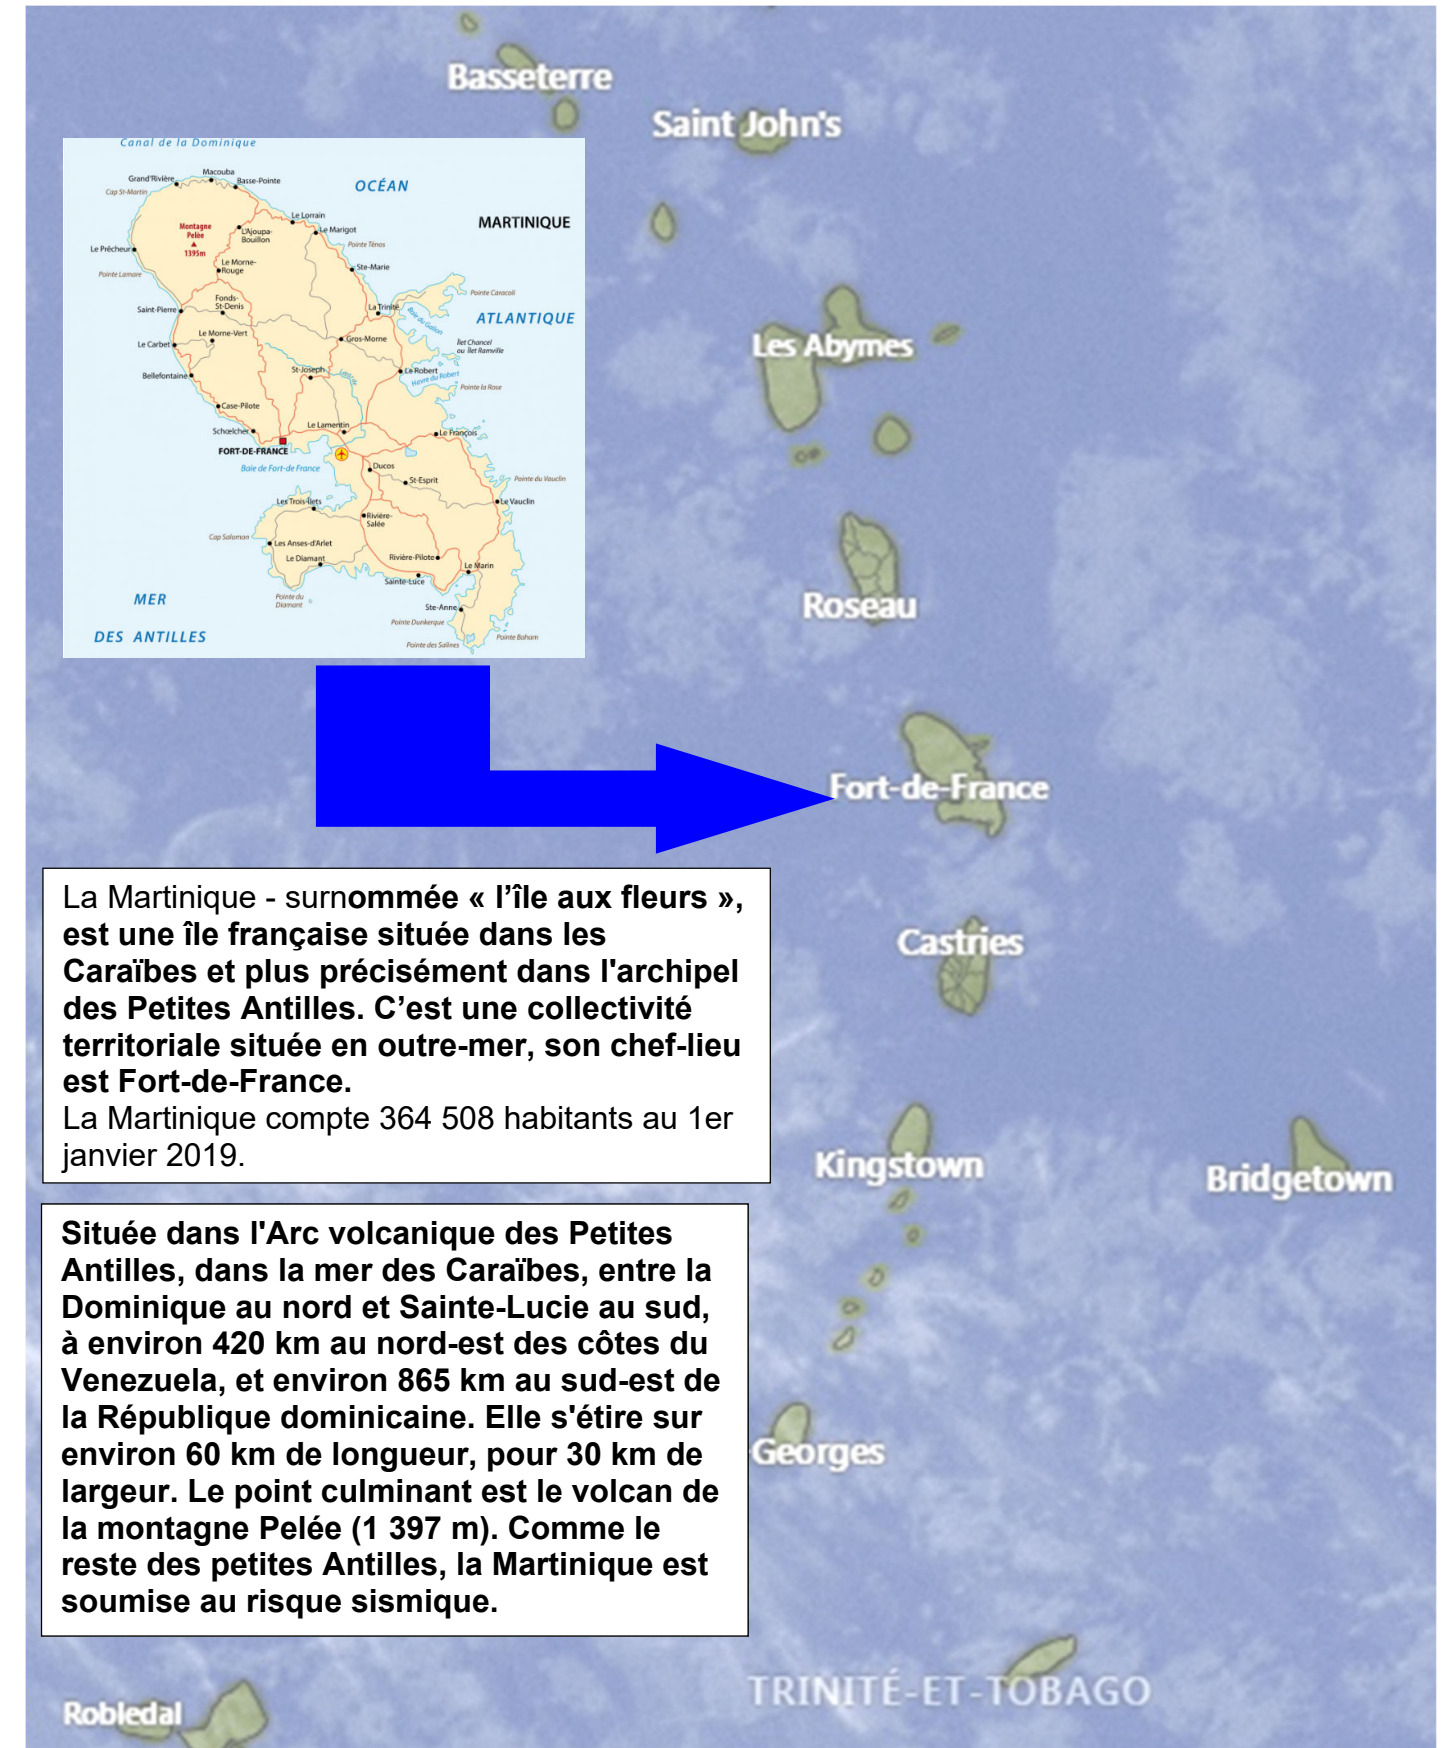 Basseterre
Saint John's
Canal de la Dominique
Macouba
Grand'Rivière
Basse-Pointe
Cap St-Martin
OCÉAN
Le Lorrain
MARTINIQUE
Montagne
Pelée
1395m
L'Ajoupa-
Bouillon
Le Marigot
Pointe Ténos
Le Prêcheur
Le Morne-
Rouge
Ste-Marie
Pointe Lamare
Pointe Caracoli
Fonds-
St-Denis
Saint-Pierre
La Trinité
Baie du Galion
ATLANTIQUE
Le Morne-Vert
Gros-Morne
Le Carbet
Îlet Chancel
ou Îlet Ramville
St-Joseph
Lézarde
Le Robert
Havre du Robert
Bellefontaine
Pointe la Rose
Case-Pilote
Schœlcher
Le Lamentin
Le François
FORT-DE-FRANCE
Baie de Fort-de France
Ducos
St-Esprit
Pointe du Vauclin
Les Trois-Îlets
Le Vauclin
Rivière-
Salée
Cap Salomon
Les Anses-d'Arlet
Le Diamant
Rivière-Pilote
Le Marin
Sainte-Luce
MER
Pointe du
Diamant
Ste-Anne
Pointe Dunkerque
DES ANTILLES
Pointe des Salines
Pointe Baham
Les Abymes
Roseau
Fort-de-France
La Martinique - surnommée « l’île aux fleurs »,
est une île française située dans les
Caraïbes et plus précisément dans l'archipel
des Petites Antilles. C’est une collectivité
territoriale située en outre-mer, son chef-lieu
est Fort-de-France.
La Martinique compte 364 508 habitants au 1er
janvier 2019.
Castries
Kingstown
Bridgetown
Située dans l'Arc volcanique des Petites
Antilles, dans la mer des Caraïbes, entre la
Dominique au nord et Sainte-Lucie au sud,
à environ 420 km au nord-est des côtes du
Venezuela, et environ 865 km au sud-est de
la République dominicaine. Elle s'étire sur
environ 60 km de longueur, pour 30 km de
largeur. Le point culminant est le volcan de
la montagne Pelée (1 397 m). Comme le
reste des petites Antilles, la Martinique est
soumise au risque sismique.
Georges
TRINITÉ-ET-TOBAGO
Robledal